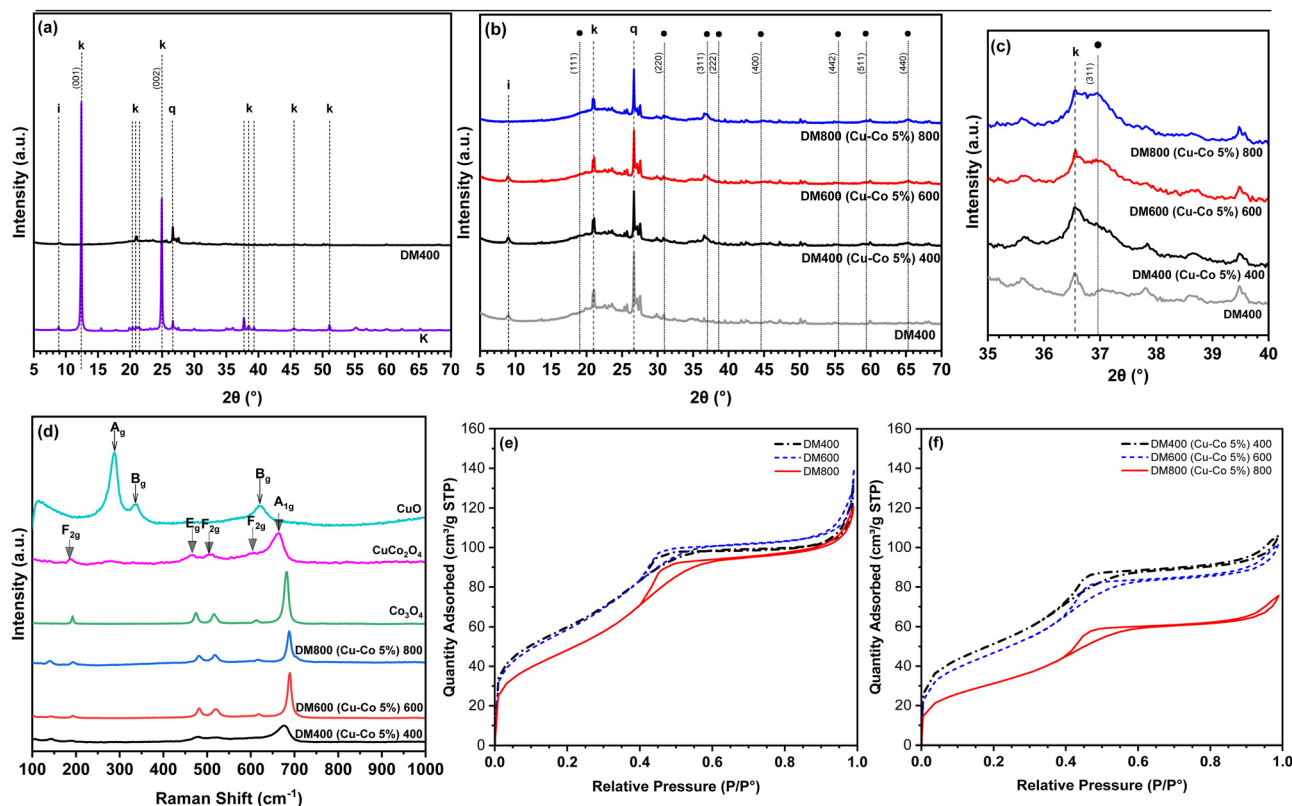 (a)
k
k
(001)
(002)
i
k
q
k
k
k
DM400
K
Intensity (a.u.)
5 10 15 20 25 30 35 40 45 50 55 60 65 70
2θ (°)
(b)
k
q
i
(111)
(220)
(311)
(222)
(400)
(442)
(511)
(440)
DM800 (Cu-Co 5%) 800
DM600 (Cu-Co 5%) 600
DM400 (Cu-Co 5%) 400
DM400
Intensity (a.u.)
5 10 15 20 25 30 35 40 45 50 55 60 65 70
2θ (°)
(c)
k
(311)
DM800 (Cu-Co 5%) 800
DM600 (Cu-Co 5%) 600
DM400 (Cu-Co 5%) 400
DM400
Intensity (a.u.)
35 36 37 38 39 40
2θ (°)
(d)
Ag
Bg
Bg
A1g
CuO
F2g
Eg
F2g
F2g
CuCo₂O₄
Co₃O₄
DM800 (Cu-Co 5%) 800
DM600 (Cu-Co 5%) 600
DM400 (Cu-Co 5%) 400
Intensity (a.u.)
100 200 300 400 500 600 700 800 900 1000
Raman Shift (cm⁻¹)
(e)
DM400
DM600
DM800
Quantity Adsorbed (cm³/g STP)
160
140
120
100
80
60
40
20
0
0.0 0.2 0.4 0.6 0.8 1.0
Relative Pressure (P/P°)
(f)
DM400 (Cu-Co 5%) 400
DM600 (Cu-Co 5%) 600
DM800 (Cu-Co 5%) 800
Quantity Adsorbed (cm³/g STP)
160
140
120
100
80
60
40
20
0
0.0 0.2 0.4 0.6 0.8 1.0
Relative Pressure (P/P°)